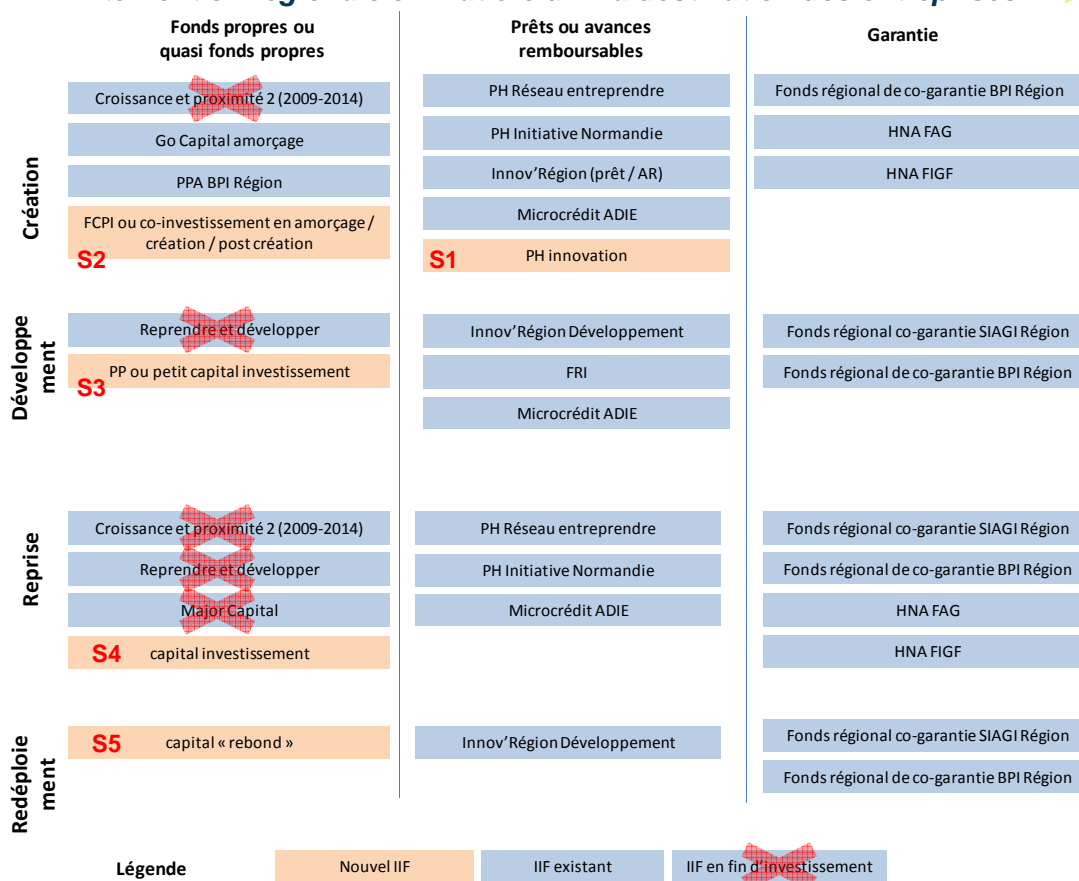 Fonds propres ou
quasi fonds propres
Prêts ou avances
remboursables
Garantie
Création
Croissance et proximité 2 (2009-2014)
Go Capital amorçage
PPA BPI Région
FCPI ou co-investissement en amorçage /
création / post création
S2
PH Réseau entreprendre
PH Initiative Normandie
Innov’Région (prêt / AR)
Microcrédit ADIE
S1
PH innovation
Fonds régional de co-garantie BPI Région
HNA FAG
HNA FIGF
Développe
ment
Reprendre et développer
PP ou petit capital investissement
S3
Innov’Région Développement
FRI
Microcrédit ADIE
Fonds régional co-garantie SIAGI Région
Fonds régional de co-garantie BPI Région
Reprise
Croissance et proximité 2 (2009-2014)
Reprendre et développer
Major Capital
S4 capital investissement
PH Réseau entreprendre
PH Initiative Normandie
Microcrédit ADIE
Fonds régional co-garantie SIAGI Région
Fonds régional de co-garantie BPI Région
HNA FAG
HNA FIGF
Redéploie
ment
S5 capital « rebond »
Innov’Région Développement
Fonds régional co-garantie SIAGI Région
Fonds régional de co-garantie BPI Région
Légende
Nouvel IIF
IIF existant
IIF en fin d’investissement